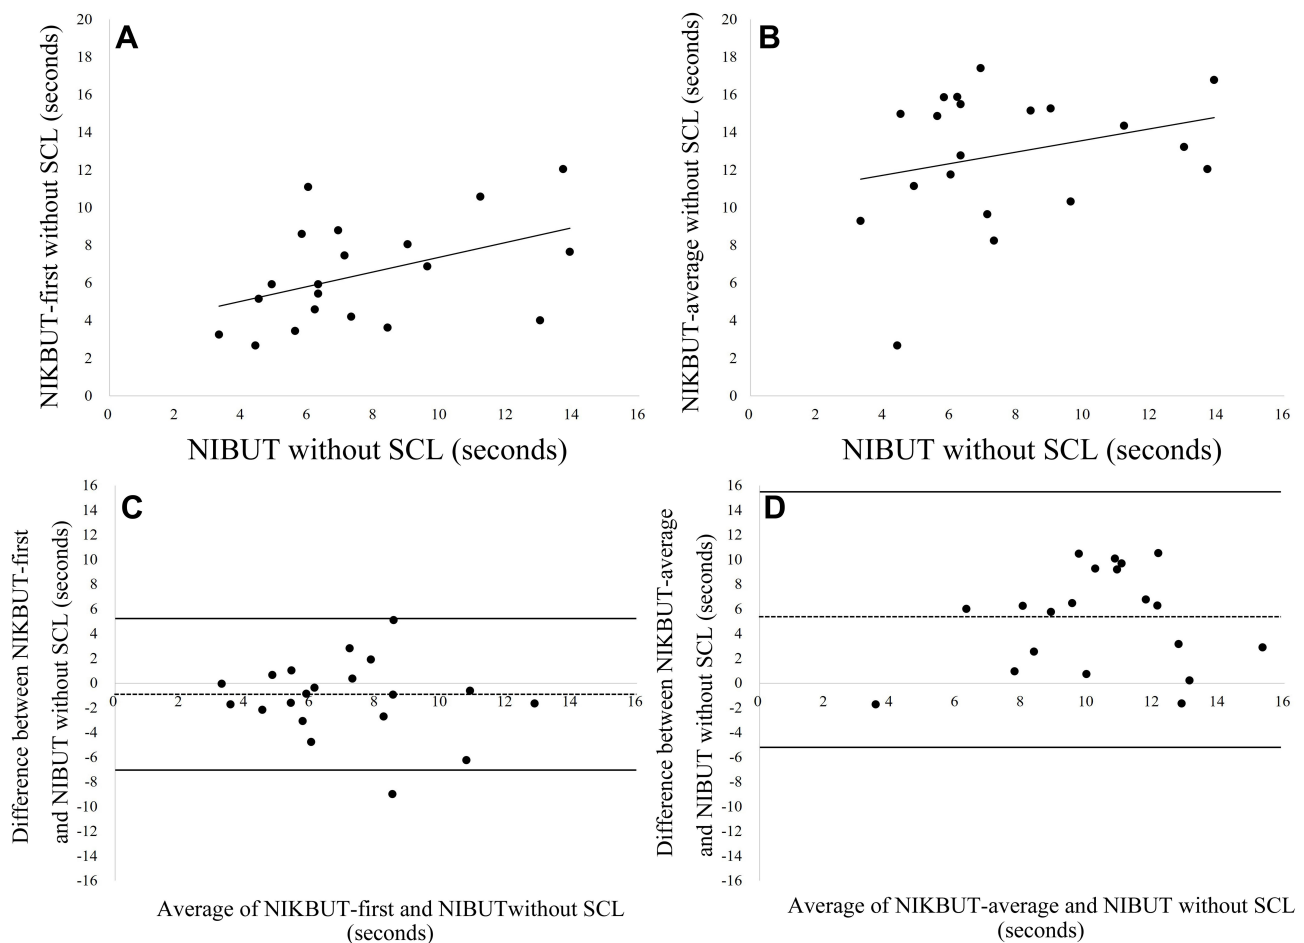 A
NIKBUT-first without SCL (seconds)
20
18
16
14
12
10
8
6
4
2
0
0 2 4 6 8 10 12 14 16
NIBUT without SCL (seconds)
B
NIKBUT-average without SCL (seconds)
20
18
16
14
12
10
8
6
4
2
0
0 2 4 6 8 10 12 14 16
NIBUT without SCL (seconds)
C
Difference between NIKBUT-first
and NIBUT without SCL (seconds)
16
14
12
10
8
6
4
2
0
-2
-4
-6
-8
-10
-12
-14
-16
0 2 4 6 8 10 12 14 16
Average of NIKBUT-first and NIBUTwithout SCL
(seconds)
D
Difference between NIKBUT-average
and NIBUT without SCL (seconds)
16
14
12
10
8
6
4
2
0
-2
-4
-6
-8
-10
-12
-14
-16
0 2 4 6 8 10 12 14 16
Average of NIKBUT-average and NIBUT without SCL
(seconds)